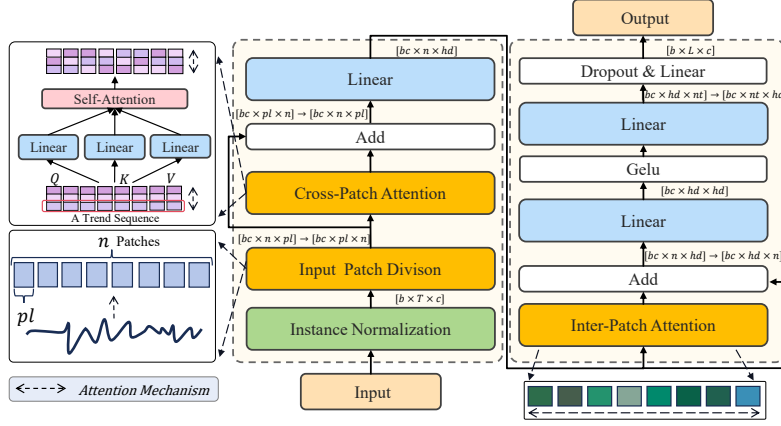 Self-Attention
Linear
Linear
Linear
Q
K
V
A Trend Sequence
n Patches
pl
Attention Mechanism
[bc × n × hd]
Linear
[bc × pl × n] → [bc × n × pl]
Add
Cross-Patch Attention
[bc × n × pl] → [bc × pl × n]
Input Patch Divison
[b × T × c]
Instance Normalization
Input
Output
[b × L × c]
Dropout & Linear
[bc × hd × nt] → [bc × nt × hd
Linear
Gelu
[bc × hd × hd]
Linear
[bc × n × hd] → [bc × hd × n]
Add
Inter-Patch Attention